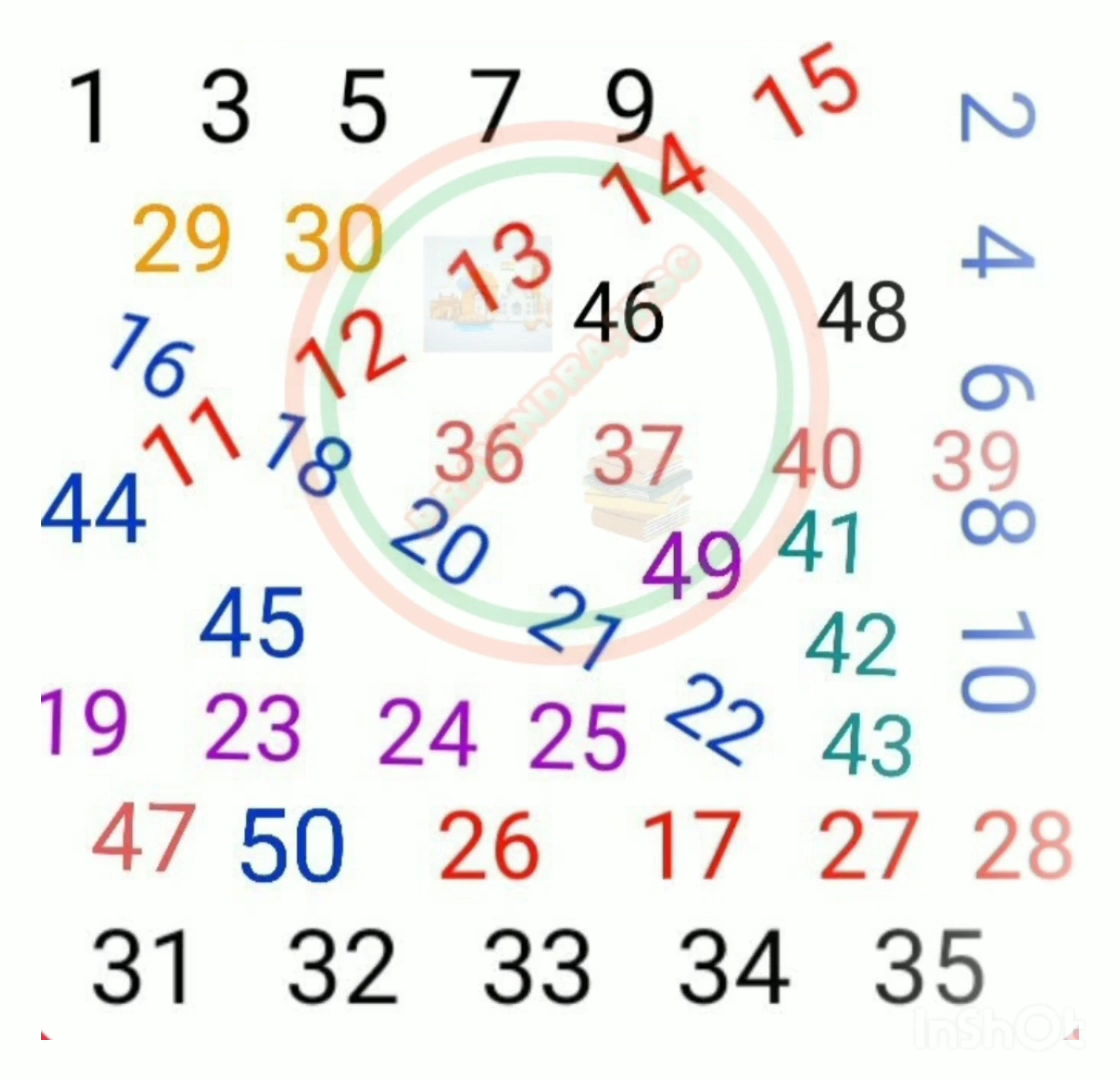 1 3 5 7 9 15 2
14
29 30 13 4
46 48
16 12 6
11 18 36 37 40 39
44 20 8
49 41
45 21 42 10
19 23 24 25 22 43
47 50 26 17 27 28
31 32 33 34 35
InShOt